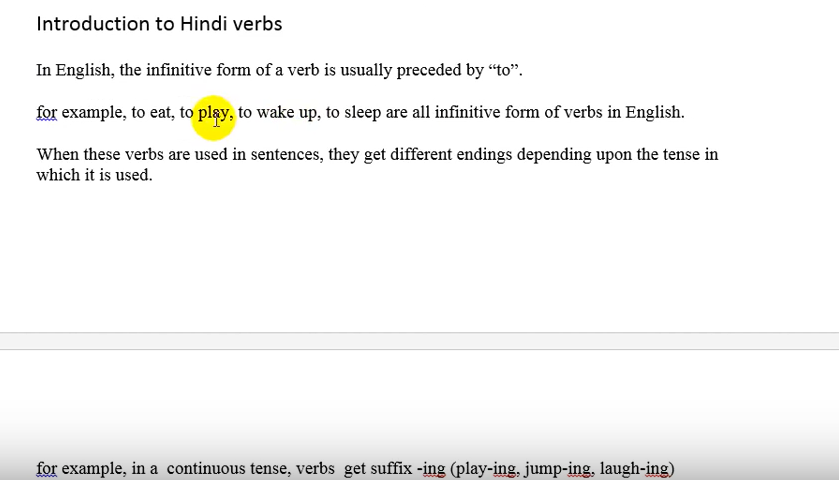 Introduction to Hindi verbs
In English, the infinitive form of a verb is usually preceded by “to”.
for example, to eat, to play, to wake up, to sleep are all infinitive form of verbs in English.
When these verbs are used in sentences, they get different endings depending upon the tense in
which it is used.
for example, in a  continuous tense, verbs  get suffix -ing (play-ing, jump-ing, laugh-ing)